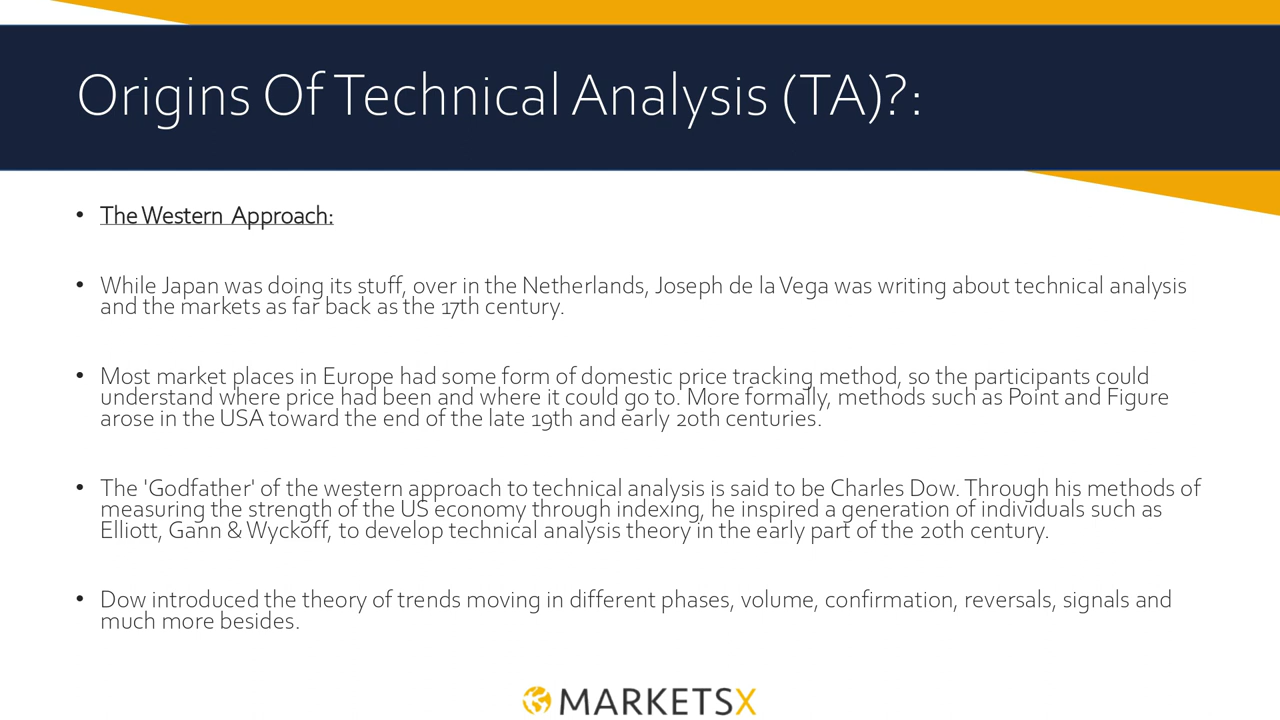 Origins Of Technical Analysis (TA)?:
• The Western Approach:
• While Japan was doing its stuff, over in the Netherlands, Joseph de la Vega was writing about technical analysis
and the markets as far back as the 17th century.
• Most market places in Europe had some form of domestic price tracking method, so the participants could
understand where price had been and where it could go to. More formally, methods such as Point and Figure
arose in the USA toward the end of the late 19th and early 20th centuries.
• The 'Godfather' of the western approach to technical analysis is said to be Charles Dow. Through his methods of
measuring the strength of the US economy through indexing, he inspired a generation of individuals such as
Elliott, Gann & Wyckoff, to develop technical analysis theory in the early part of the 20th century.
• Dow introduced the theory of trends moving in different phases, volume, confirmation, reversals, signals and
much more besides.
MARKETSX